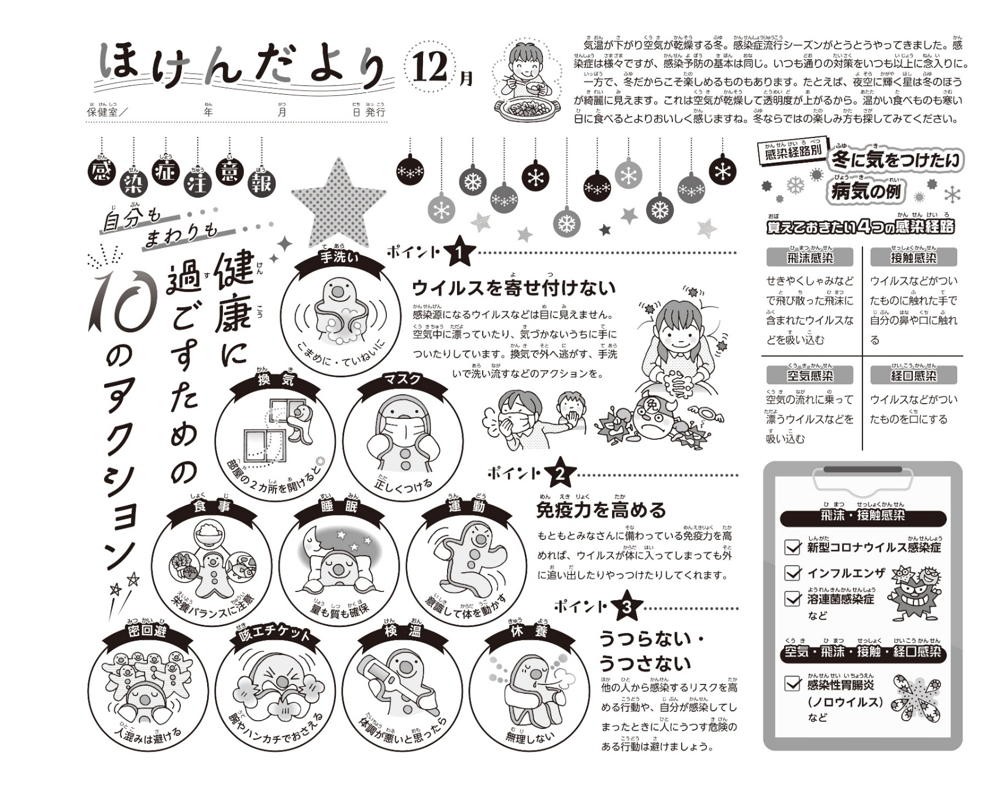 ほけんだより 12月
保健室／ 年 月 日 発行
気温が下がり空気が乾燥する冬。感染症流行シーズンがとうとうやってきました。感
染症は様々ですが、感染予防の基本は同じ。いつも通りの対策をいつも以上に念入りに。
一方で、冬だからこそ楽しめるものもあります。たとえば、夜空に輝く星は冬のほう
が綺麗に見えます。これは空気が乾燥して透明度が上がるから。温かい食べものも寒い
日に食べるとよりおいしく感じますね。冬ならではの楽しみ方も探してみてください。
感染症注意報
自分も
まわりも
健康に
過ごすための
10のアクション
手洗い
こまめに・ていねいに
換気
部屋の2カ所を開けると◎
マスク
正しくつける
食事
栄養バランスに注意
睡眠
量も質も確保
運動
意識して体を動かす
密回避
人混みは避ける
咳エチケット
腕やハンカチでおさえる
検温
体調が悪いと思ったら
休養
無理しない
ポイント1
ウイルスを寄せ付けない
感染源になるウイルスなどは目に見えません。
空気中に漂っていたり、気づかないうちに手に
ついたりしています。換気で外へ逃がす、手洗
いで洗い流すなどのアクションを。
免
ポイント2
免疫力を高める
もともとみなさんに備わっている免疫力を高
めれば、ウイルスが体に入ってしまっても外
に追い出したりやっつけたりしてくれます。
ポイント3
うつらない・
うつさない
他の人から感染するリスクを高
める行動や、自分が感染してし
まったときに人にうつす危険の
ある行動は避けましょう。
感染経路別
冬に気をつけたい
病気の例
覚えておきたい4つの感染経路
飛沫感染
せきやくしゃみなど
で飛び散った飛沫に
含まれたウイルスな
どを吸い込む
接触感染
ウイルスなどがつい
たものに触れた手で
自分の鼻や口に触れ
る
空気感染
空気の流れに乗って
漂うウイルスなどを
吸い込む
経口感染
ウイルスなどがつい
たものを口にする
飛沫・接触感染
新型コロナウイルス感染症
インフルエンザ
溶連菌感染症
など
空気・飛沫・接触・経口感染
感染性胃腸炎
（ノロウイルス）
など